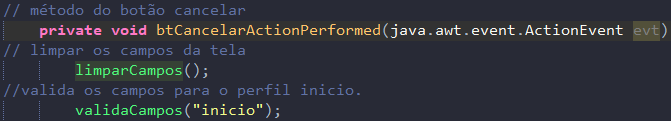 // método do botão cancelar
private void btCancelarActionPerformed(java.awt.event.ActionEvent evt)
// limpar os campos da tela
limparCampos();
//valida os campos para o perfil inicio.
validaCampos("inicio");